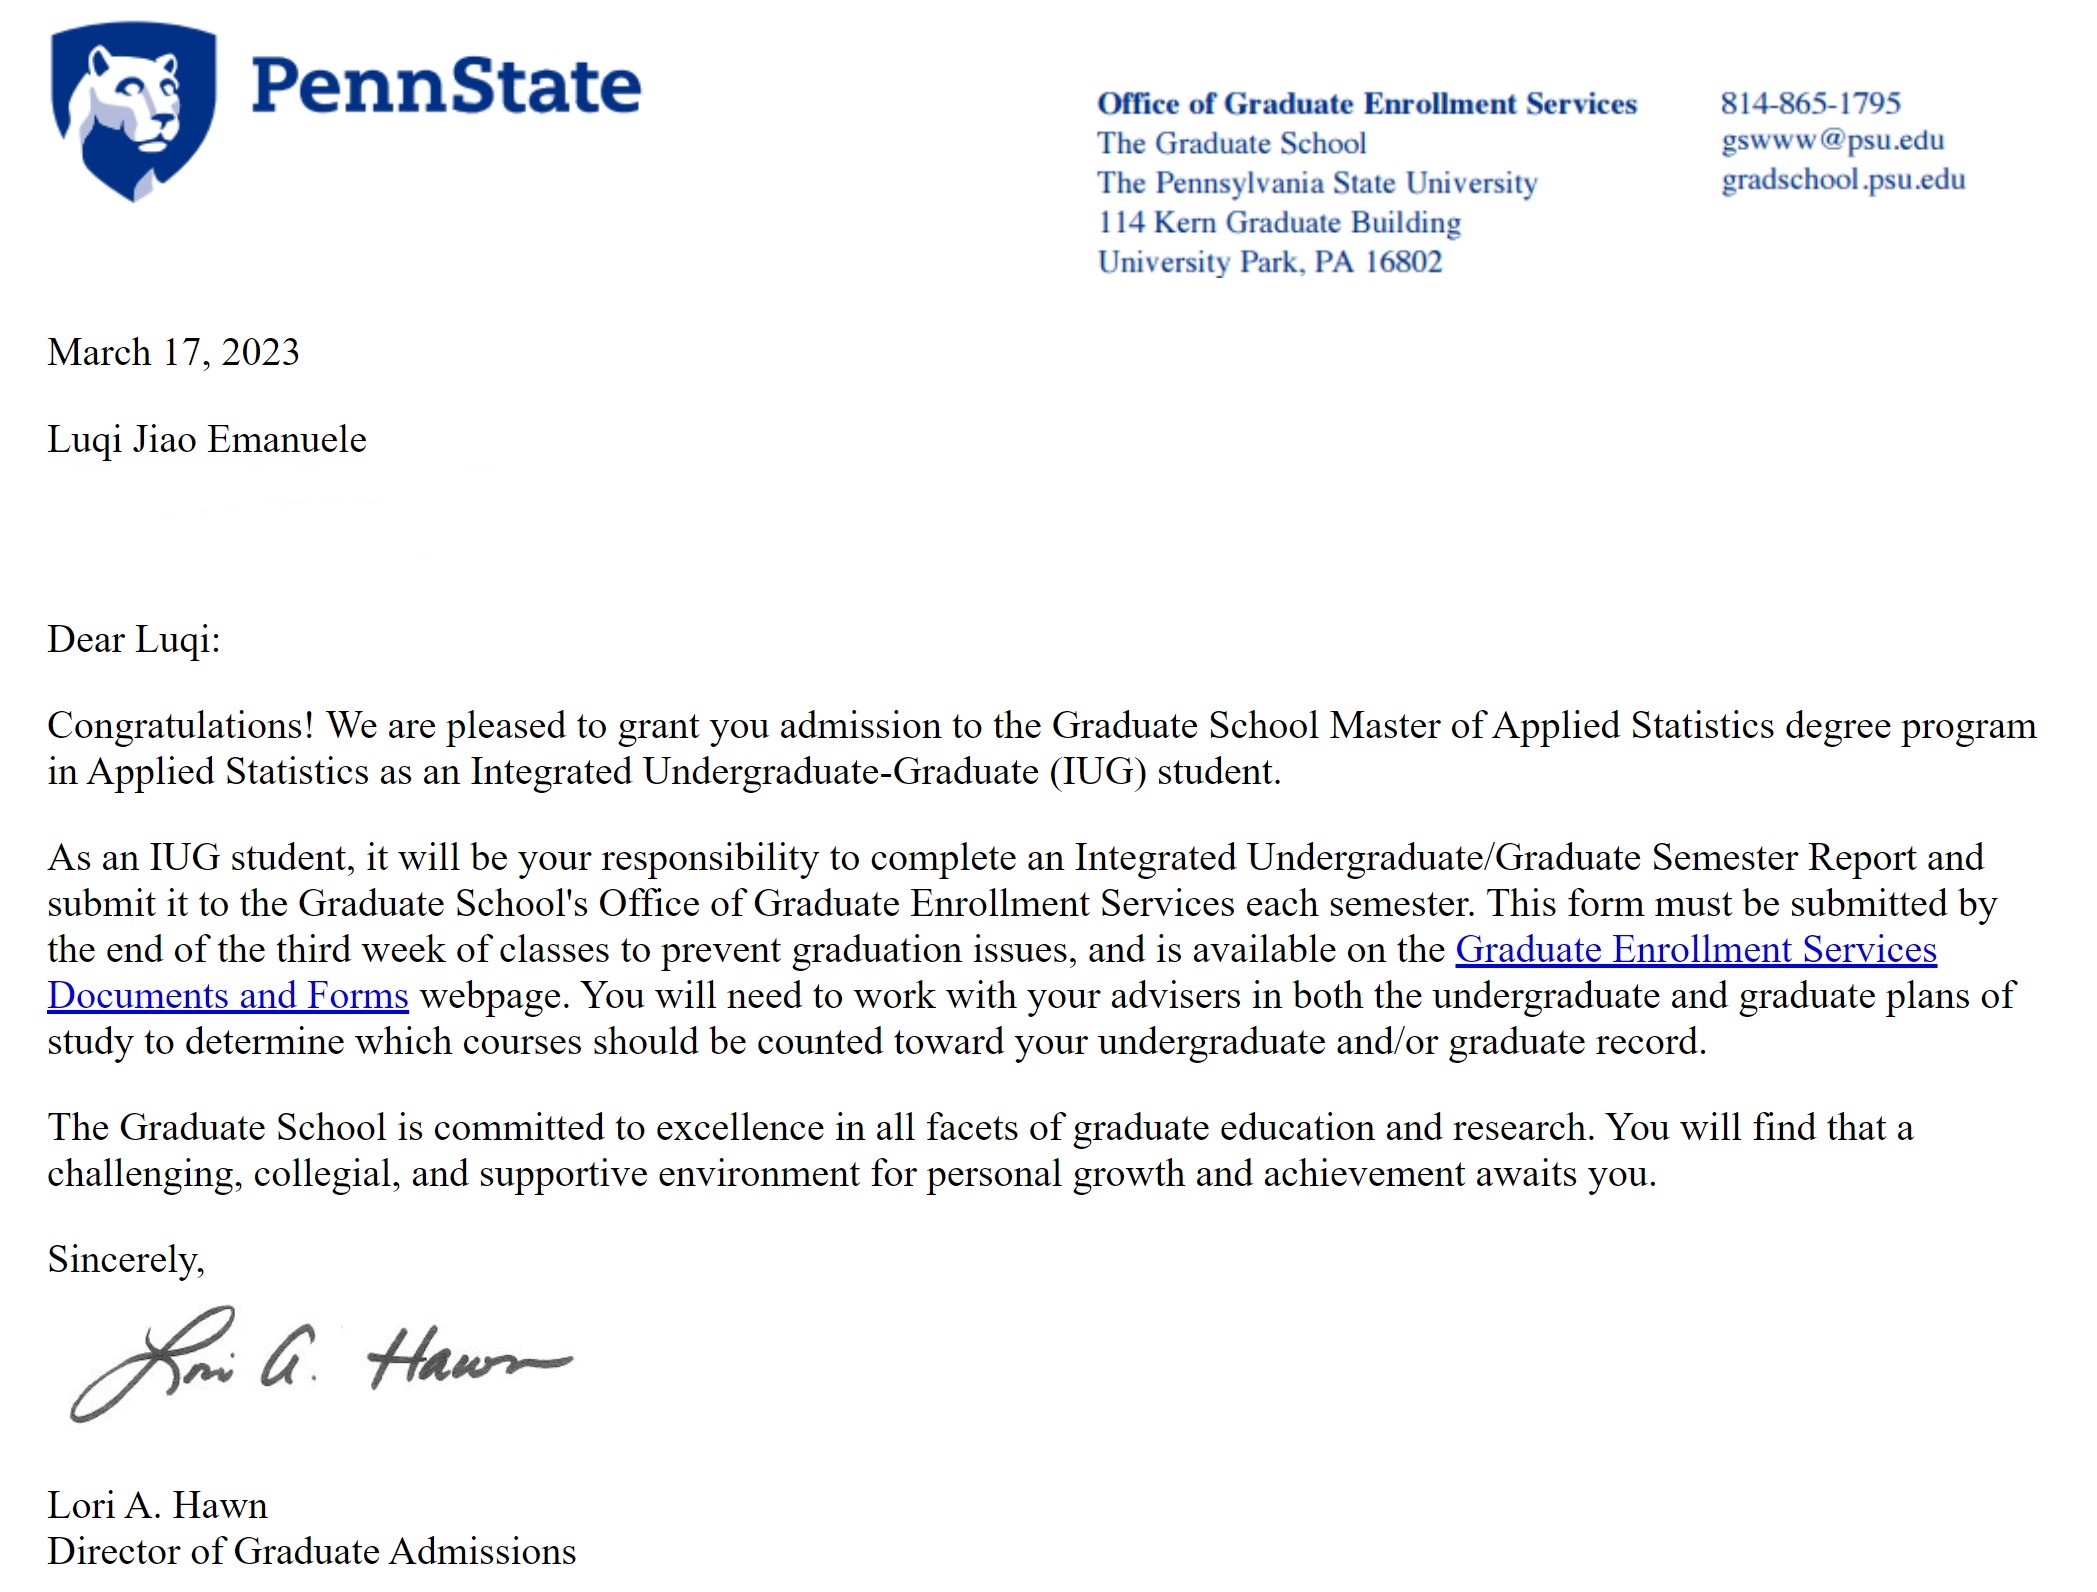 PennState
Office of Graduate Enrollment Services
The Graduate School
The Pennsylvania State University
114 Kern Graduate Building
University Park, PA 16802
814-865-1795
gswww@psu.edu
gradschool.psu.edu
March 17, 2023
Luqi Jiao Emanuele
Dear Luqi:
Congratulations! We are pleased to grant you admission to the Graduate School Master of Applied Statistics degree program
in Applied Statistics as an Integrated Undergraduate-Graduate (IUG) student.
As an IUG student, it will be your responsibility to complete an Integrated Undergraduate/Graduate Semester Report and
submit it to the Graduate School's Office of Graduate Enrollment Services each semester. This form must be submitted by
the end of the third week of classes to prevent graduation issues, and is available on the Graduate Enrollment Services
Documents and Forms webpage. You will need to work with your advisers in both the undergraduate and graduate plans of
study to determine which courses should be counted toward your undergraduate and/or graduate record.
The Graduate School is committed to excellence in all facets of graduate education and research. You will find that a
challenging, collegial, and supportive environment for personal growth and achievement awaits you.
Sincerely,
Lori A. Hawn
Lori A. Hawn
Director of Graduate Admissions